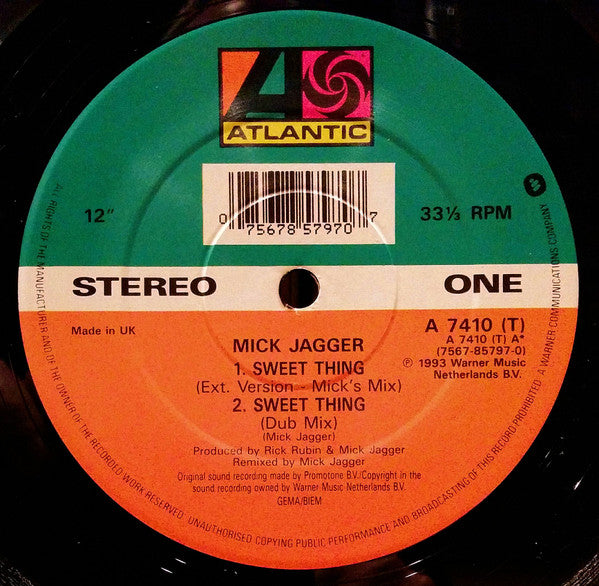 ATLANTIC
0 75678 57970 7
12"
33⅓ RPM
STEREO
ONE
Made in UK
A 7410 (T)
A 7410 (T) A*
(7567-85797-0)
℗ 1993 Warner Music
Netherlands B.V.
MICK JAGGER
1. SWEET THING
(Ext. Version - Mick's Mix)
2. SWEET THING
(Dub Mix)
(Mick Jagger)
Produced by Rick Rubin & Mick Jagger
Remixed by Mick Jagger
Original sound recording made by Promotone B.V./Copyright in the
sound recording owned by Warner Music Netherlands B.V.
GEMA/BIEM
ALL RIGHTS OF THE MANUFACTURER AND OF THE OWNER OF THE RECORDED WORK RESERVED. UNAUTHORISED COPYING PUBLIC PERFORMANCE AND BROADCASTING OF THIS RECORD PROHIBITED. A WARNER COMMUNICATIONS COMPANY